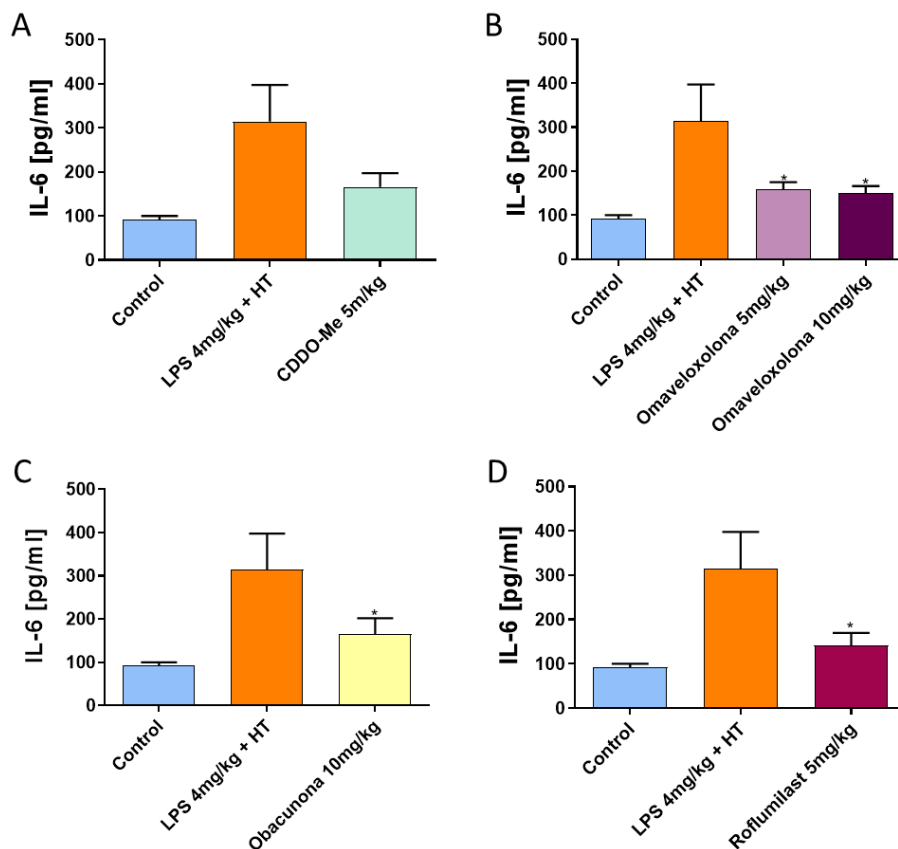 A
IL-6 [pg/ml]
500
400
300
200
100
0
Control
LPS 4mg/kg + HT
CDDO-Me 5m/kg
B
IL-6 [pg/ml]
500
400
300
200
100
0
*
*
Control
LPS 4mg/kg + HT
Omaveloxolona 5mg/kg
Omaveloxolona 10mg/kg
C
IL-6 [pg/ml]
500
400
300
200
100
0
*
Control
LPS 4mg/kg + HT
Obacunona 10mg/kg
D
IL-6 [pg/ml]
500
400
300
200
100
0
*
Control
LPS 4mg/kg + HT
Roflumilast 5mg/kg